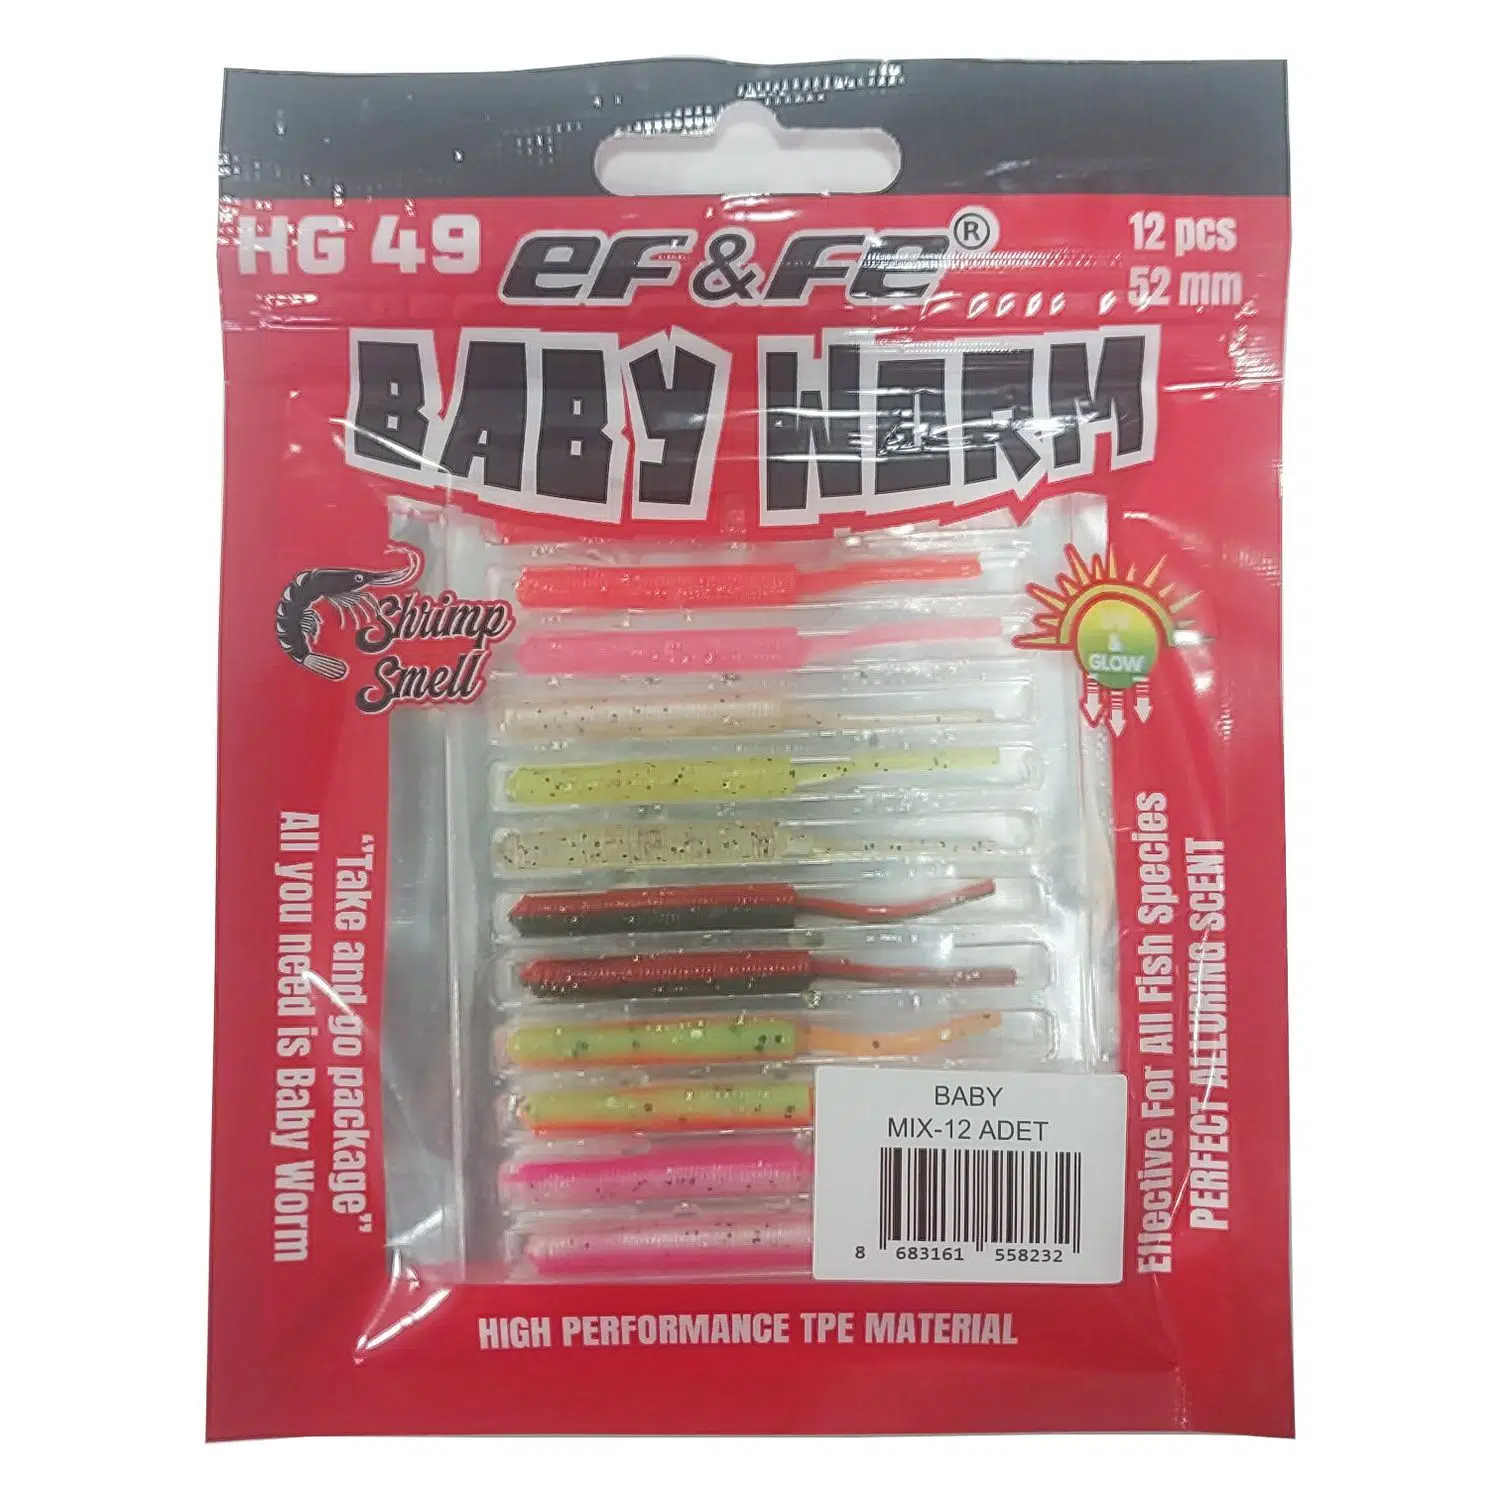 HG 49
eF & Fe®
12 pcs
52 mm
BABY WORM
Shrimp
Smell
UV
&
GLOW
"Take and go package"
All you need is Baby Worm
Effective For All Fish Species
PERFECT ALLURING SCENT
BABY
MIX-12 ADET
8 683161 558232
HIGH PERFORMANCE TPE MATERIAL